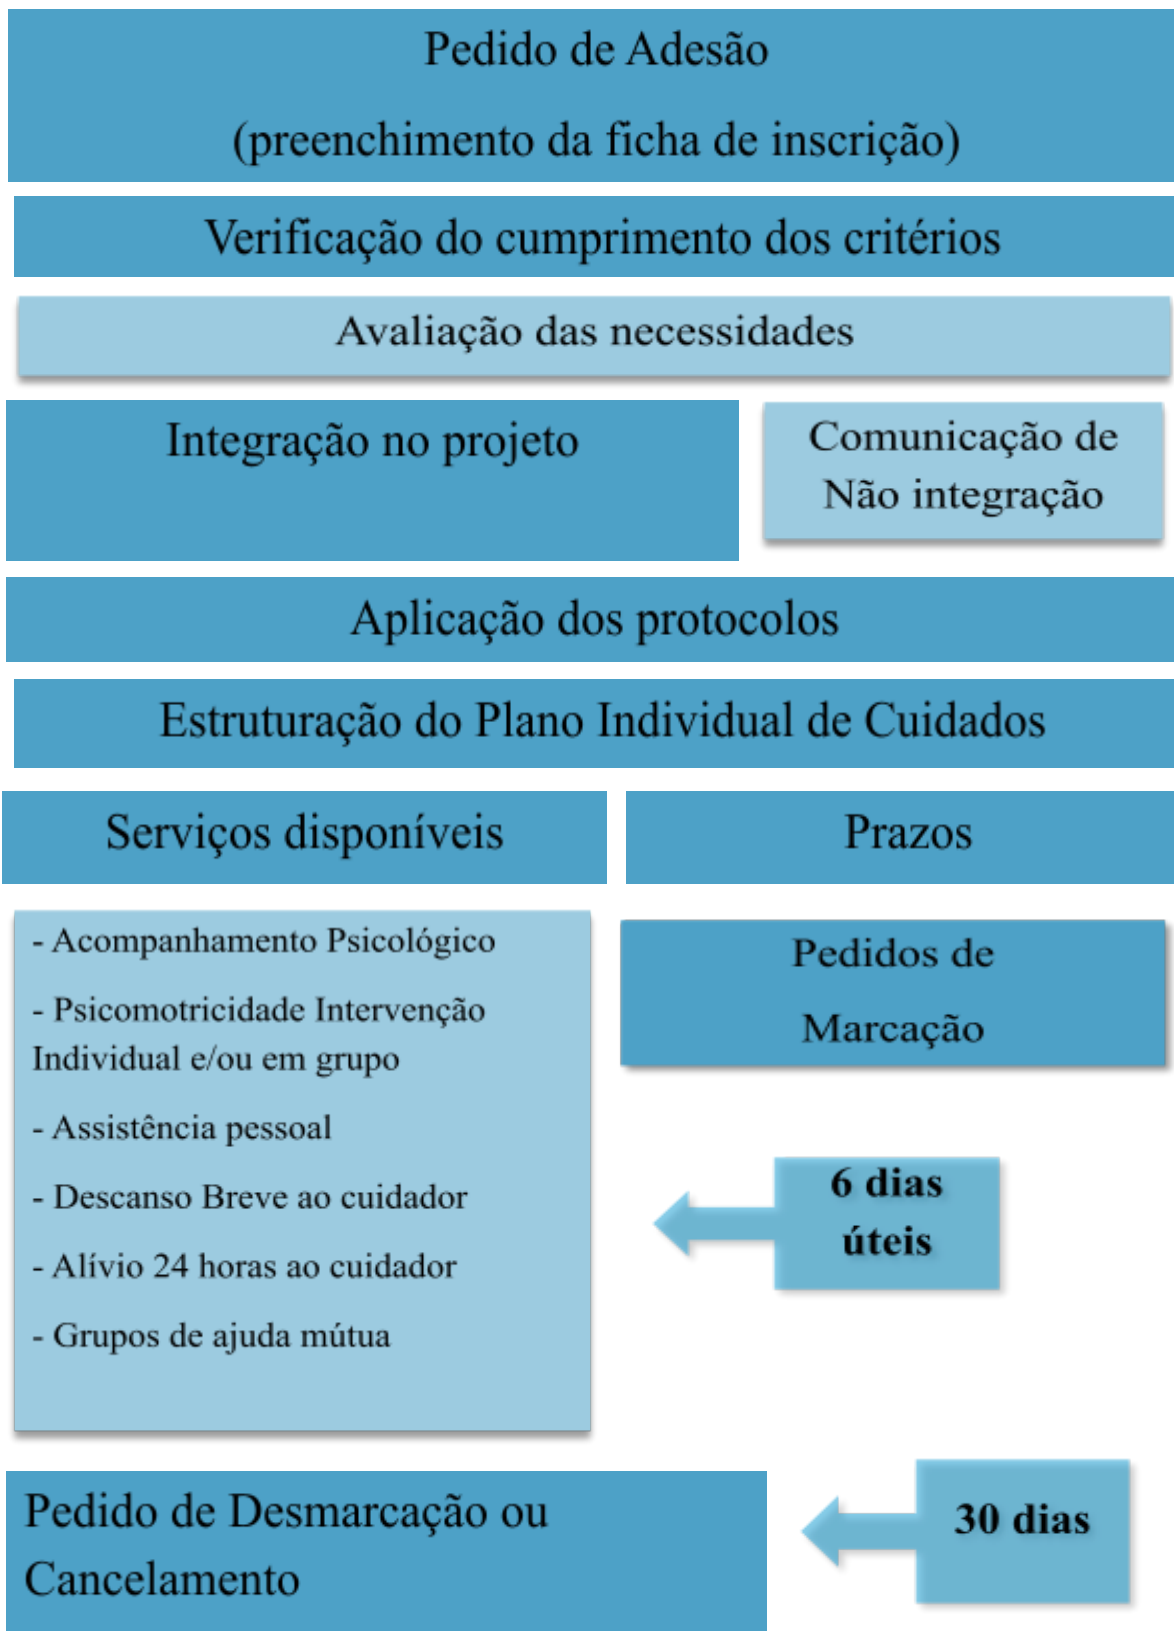 Pedido de Adesão
(preenchimento da ficha de inscrição)
Verificação do cumprimento dos critérios
Avaliação das necessidades
Integração no projeto
Comunicação de
Não integração
Aplicação dos protocolos
Estruturação do Plano Individual de Cuidados
Serviços disponíveis
Prazos
- Acompanhamento Psicológico
- Psicomotricidade Intervenção
Individual e/ou em grupo
- Assistência pessoal
- Descanso Breve ao cuidador
- Alívio 24 horas ao cuidador
- Grupos de ajuda mútua
Pedidos de
Marcação
6 dias
úteis
Pedido de Desmarcação ou
Cancelamento
30 dias